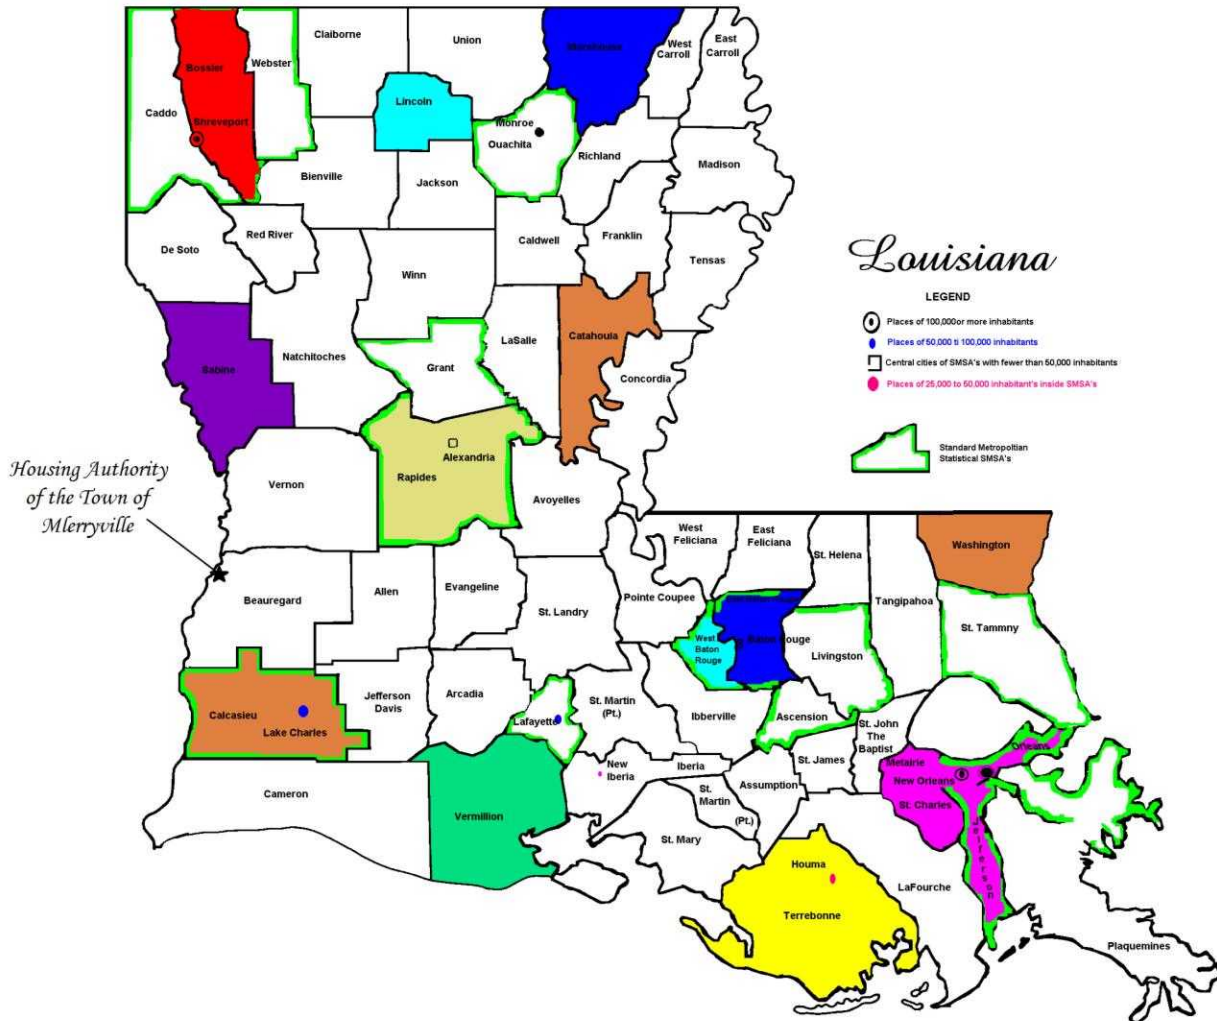 Claiborne
Union
Morehouse
West
Carroll
East
Carroll
Bossier
Webster
Caddo
Shreveport
Lincoln
Monroe
Ouachita
Richland
Madison
Bienville
Jackson
De Soto
Red River
Caldwell
Franklin
Tensas
Winn
Louisiana
LEGEND
Places of 100,000or more inhabitants
Places of 50,000 ti 100,000 inhabitants
Central cities of SMSA's with fewer than 50,000 inhabitants
Places of 25,000 to 50,000 inhabitant's inside SMSA's
Standard Metropoltian
Statistical SMSA's
Sabine
Natchitoches
Grant
LaSalle
Catahouia
Concordia
Housing Authority
of the Town of
Mlerryville
Vernon
Alexandria
Rapides
Avoyelles
West
Feliciana
East
Feliciana
St. Helena
Washington
Beauregard
Allen
Evangeline
St. Landry
Pointe Coupee
Tangipahoa
St. Tammny
West
Baton
Rouge
Baton Rouge
Livingston
Calcasieu
Lake Charles
Jefferson
Davis
Arcadia
Lafayette
St. Martin
(Pt.)
Ibberville
Ascension
St. John
The
Baptist
Orleans
Metairie
New Orleans
St. Charles
Jefferson
Cameron
Vermillion
New
Iberia
Iberia
St.
Martin
(Pt.)
Assumption
St. James
St. Mary
Houma
Terrebonne
LaFourche
Plaquemines